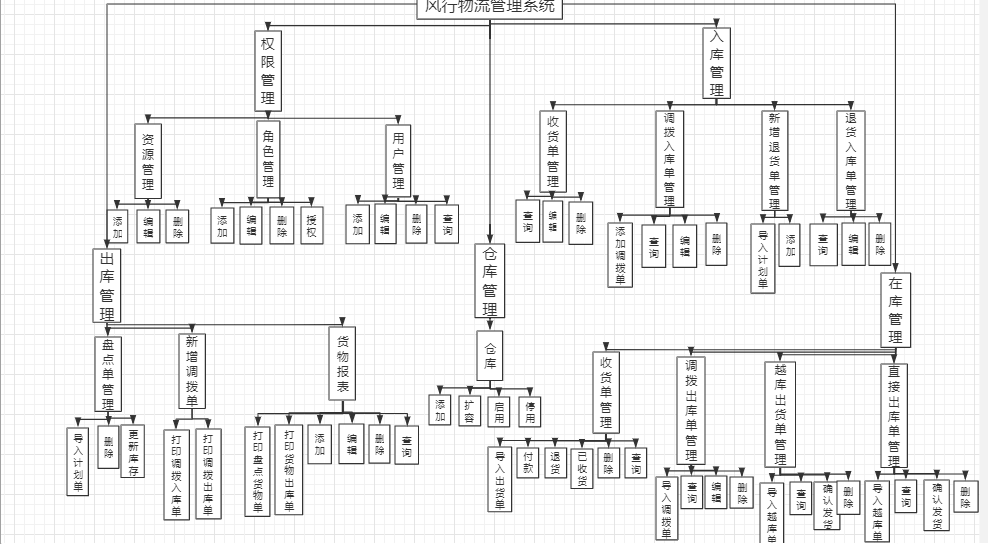 风行物流管理系统
权限管理
入库管理
资源管理
角色管理
用户管理
收货单管理
调拨入库单管理
新增退货单管理
退货入库单管理
添加
编辑
删除
添加
编辑
删除
授权
添加
编辑
删除
查询
查询
编辑
删除
添加调拨单
查询
编辑
删除
导入计划单
添加
查询
编辑
删除
出库管理
仓库管理
在库管理
盘点单管理
新增调拨单
货物报表
仓库
收货单管理
调拨出库单管理
越库出货单管理
直接出库单管理
导入计划单
删除
更新库存
打印调拨入库单
打印调拨出库单
打印盘点货物单
打印货物出库单
添加
编辑
删除
查询
添加
扩容
启用
停用
导入出货单
付款
退货
已收货
删除
查询
导入调拨单
查询
编辑
删除
导入越库单
查询
确认发货
删除
导入越库单
查询
确认发货
删除